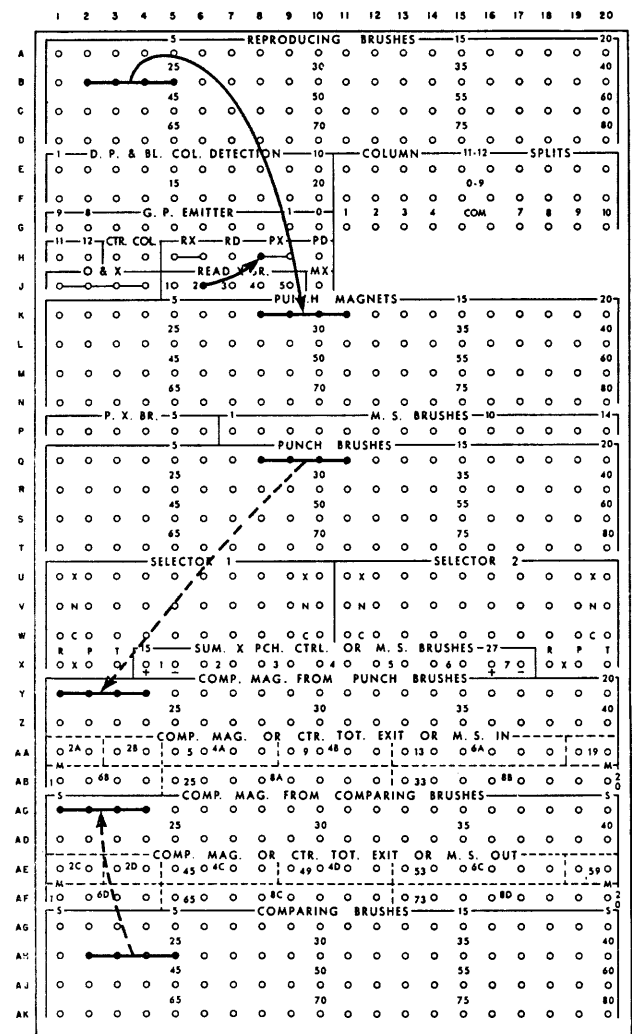 1 2 3 4 5 6 7 8 9 10 11 12 13 14 15 16 17 18 19 20
5 REPRODUCING BRUSHES 15 20
A
25 30 35 40
B
45 50 55 60
C
65 70 75 80
D
1 D. P. & BL. COL. DETECTION 10 COLUMN 11-12 SPLITS
E
15 20 0-9
F
9 8 G. P. EMITTER 1 0 1 2 3 4 COM 7 8 9 10
G
11 12 CTR. COL. RX RD PX PD
H
O & X READ X BR. MX
J 10 20 30 40 50
5 PUNCH MAGNETS 15 20
K
25 30 35 40
L
45 50 55 60
M
65 70 75 80
N
P. X. BR. 5 1 M. S. BRUSHES 10 14
P
5 PUNCH BRUSHES 15 20
Q
25 30 35 40
R
45 50 55 60
S
65 70 75 80
T
SELECTOR 1 SELECTOR 2
U X X X X
V N N N N
W C C C C
R P T 15 SUM. X PCH. CTRL. OR M. S. BRUSHES 27 R P T
X X + 1 - 2 3 4 5 6 + 7 - X
COMP. MAG. FROM PUNCH BRUSHES 20
Y
25 30 35 40
Z
COMP. MAG. OR CTR. TOT. EXIT OR M. S. IN
AA 1 2A 2B 5 4A 9 4B 13 6A 19
M M
AB 1 6B 25 8A 33 8B 20
S COMP. MAG. FROM COMPARING BRUSHES S
5 15 20
AC
25 30 35 40
AD
COMP. MAG. OR CTR. TOT. EXIT OR M. S. OUT
AE 2C 2D 45 4C 49 4D 53 6C 59
M M
AF 1 6D 65 8C 73 8D 20
S 5 COMPARING BRUSHES 15 S
AG
25 30 35 40
AH
45 50 55 60
AJ
65 70 75 80
AK